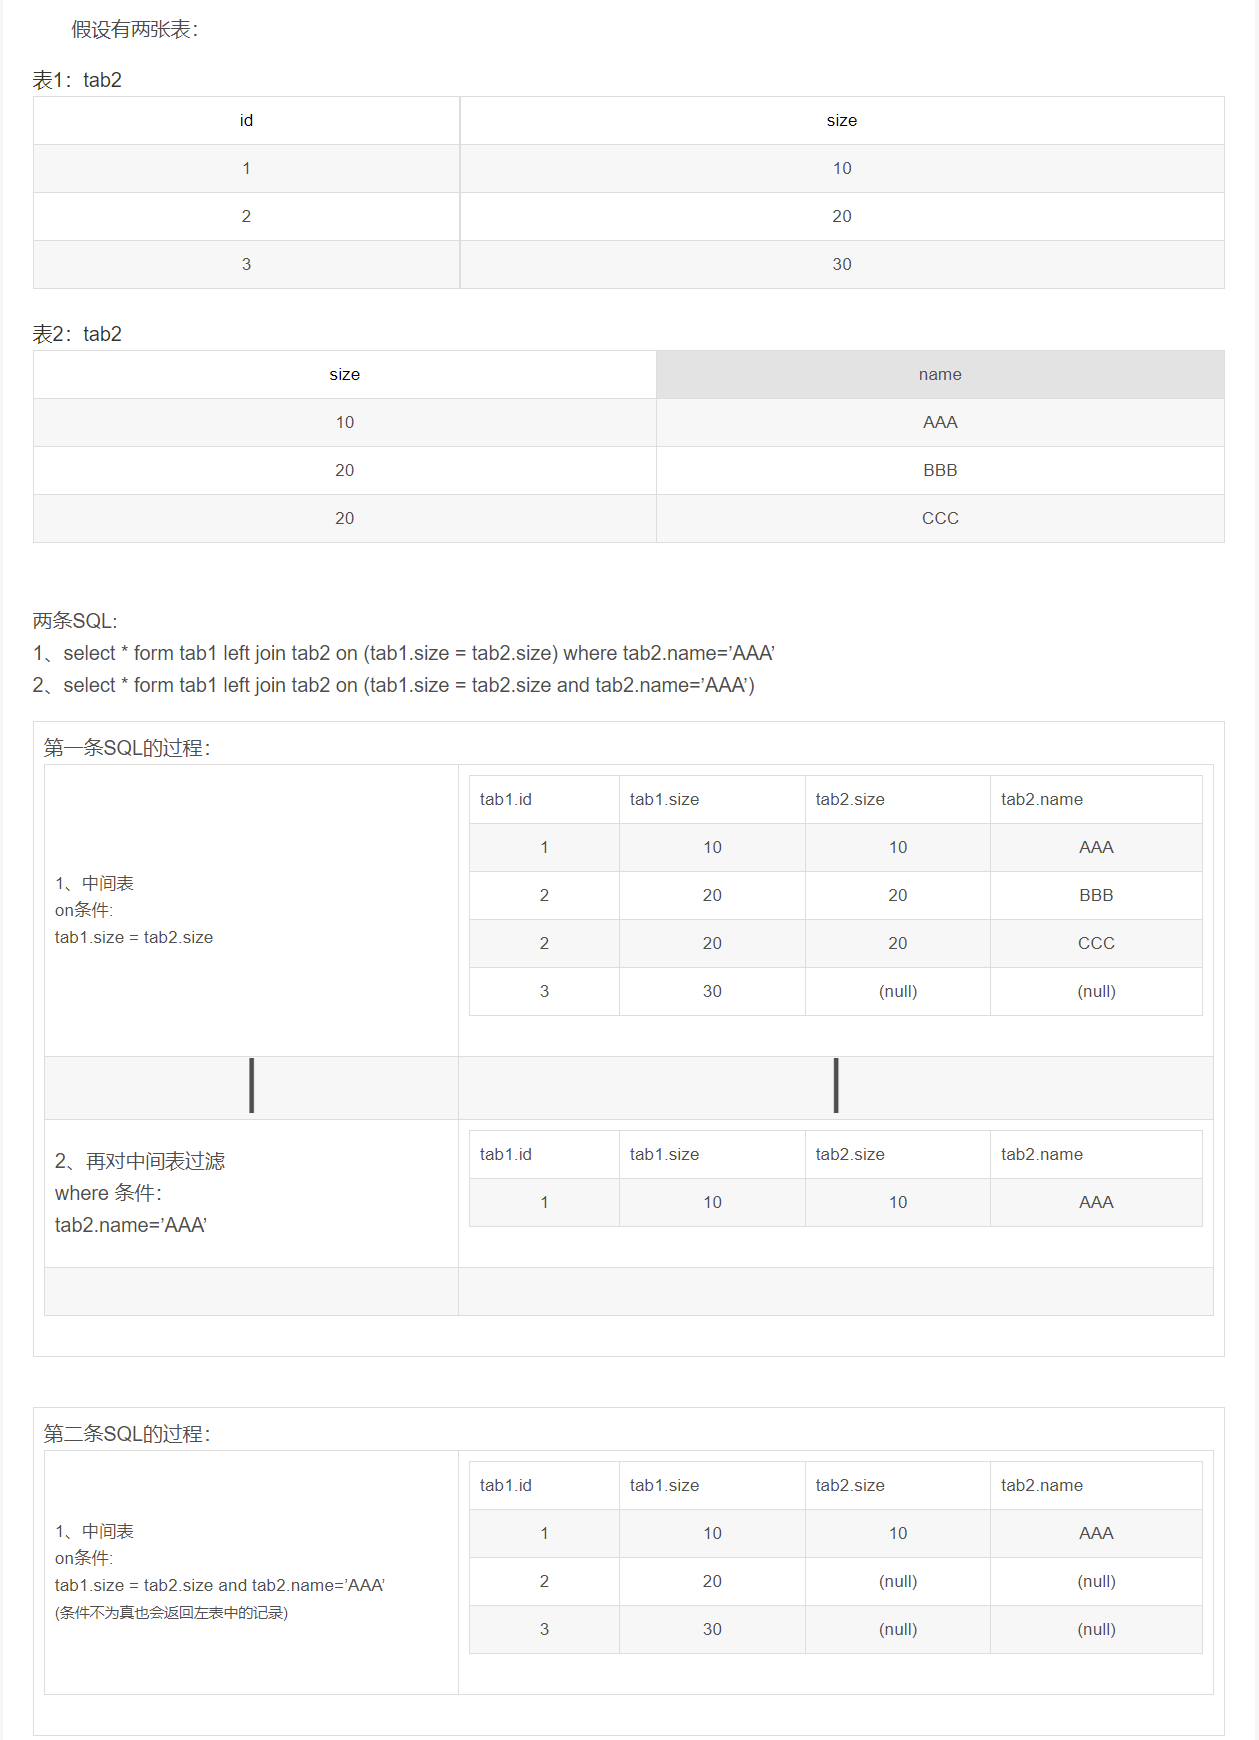 假设有两张表：
表1：tab2
id size
1 10
2 20
3 30
表2：tab2
size name
10 AAA
20 BBB
20 CCC
两条SQL:
1、select * form tab1 left join tab2 on (tab1.size = tab2.size) where tab2.name=’AAA’
2、select * form tab1 left join tab2 on (tab1.size = tab2.size and tab2.name=’AAA’)
第一条SQL的过程：
1、中间表
on条件:
tab1.size = tab2.size
tab1.id tab1.size tab2.size tab2.name
1 10 10 AAA
2 20 20 BBB
2 20 20 CCC
3 30 (null) (null)
2、再对中间表过滤
where 条件：
tab2.name=’AAA’
tab1.id tab1.size tab2.size tab2.name
1 10 10 AAA
第二条SQL的过程：
1、中间表
on条件:
tab1.size = tab2.size and tab2.name=’AAA’
(条件不为真也会返回左表中的记录)
tab1.id tab1.size tab2.size tab2.name
1 10 10 AAA
2 20 (null) (null)
3 30 (null) (null)